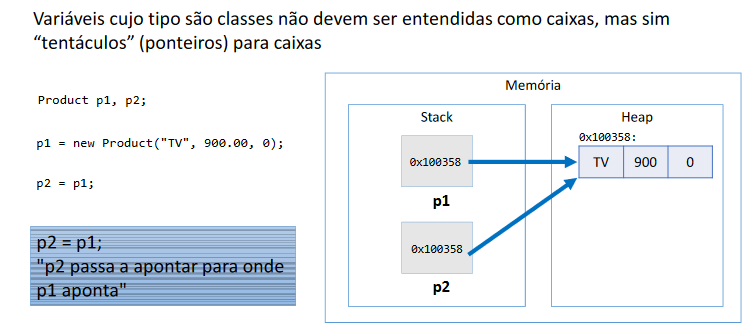 Variáveis cujo tipo são classes não devem ser entendidas como caixas, mas sim
“tentáculos” (ponteiros) para caixas
Product p1, p2;
p1 = new Product("TV", 900.00, 0);
p2 = p1;
p2 = p1;
"p2 passa a apontar para onde
p1 aponta"
Memória
Stack
0x100358
p1
0x100358
p2
Heap
0x100358:
TV 900 0